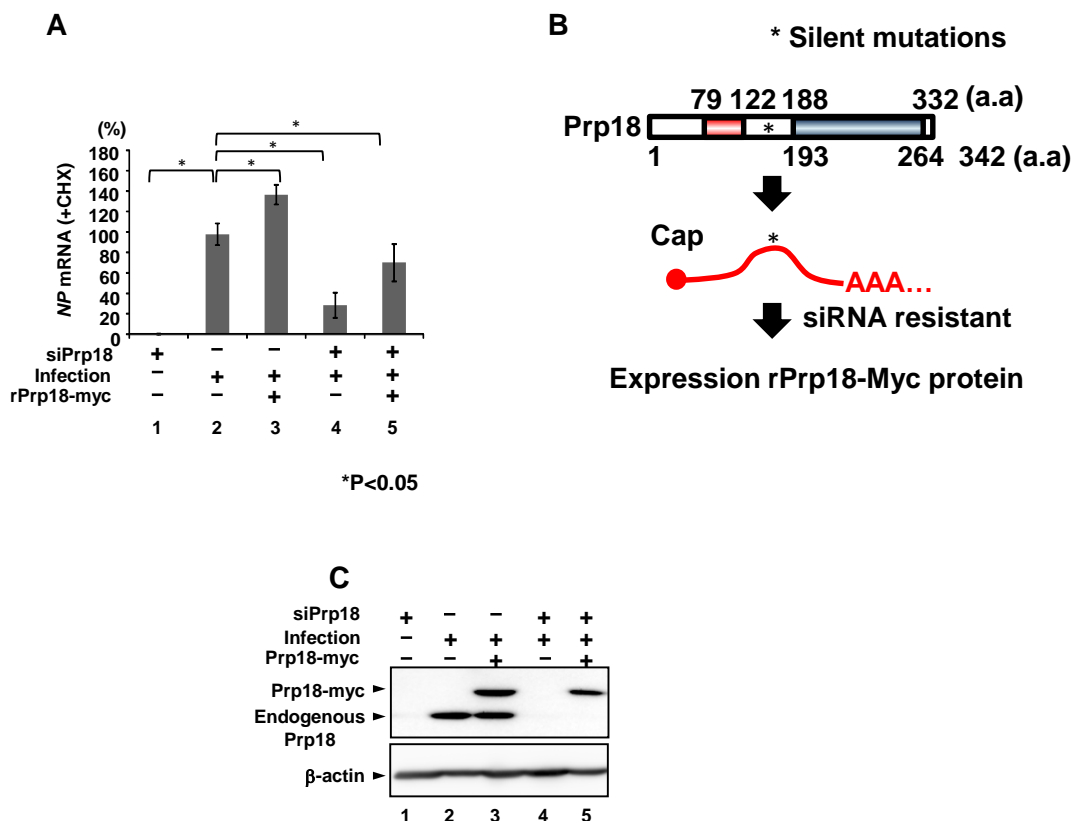 A
(%)
180
160
140
120
100
80
60
40
20
0
NP mRNA (+CHX)
* * * *
siPrp18 + − − + +
Infection − + + + +
rPrp18-myc − − + − +
1 2 3 4 5
*P<0.05
B
* Silent mutations
79 122 188 332 (a.a)
Prp18 *
1 193 264 342 (a.a)
*
Cap
AAA...
siRNA resistant
Expression rPrp18-Myc protein
C
siPrp18 + − − + +
Infection − + + + +
Prp18-myc − − + − +
Prp18-myc
Endogenous
Prp18
β-actin
1 2 3 4 5